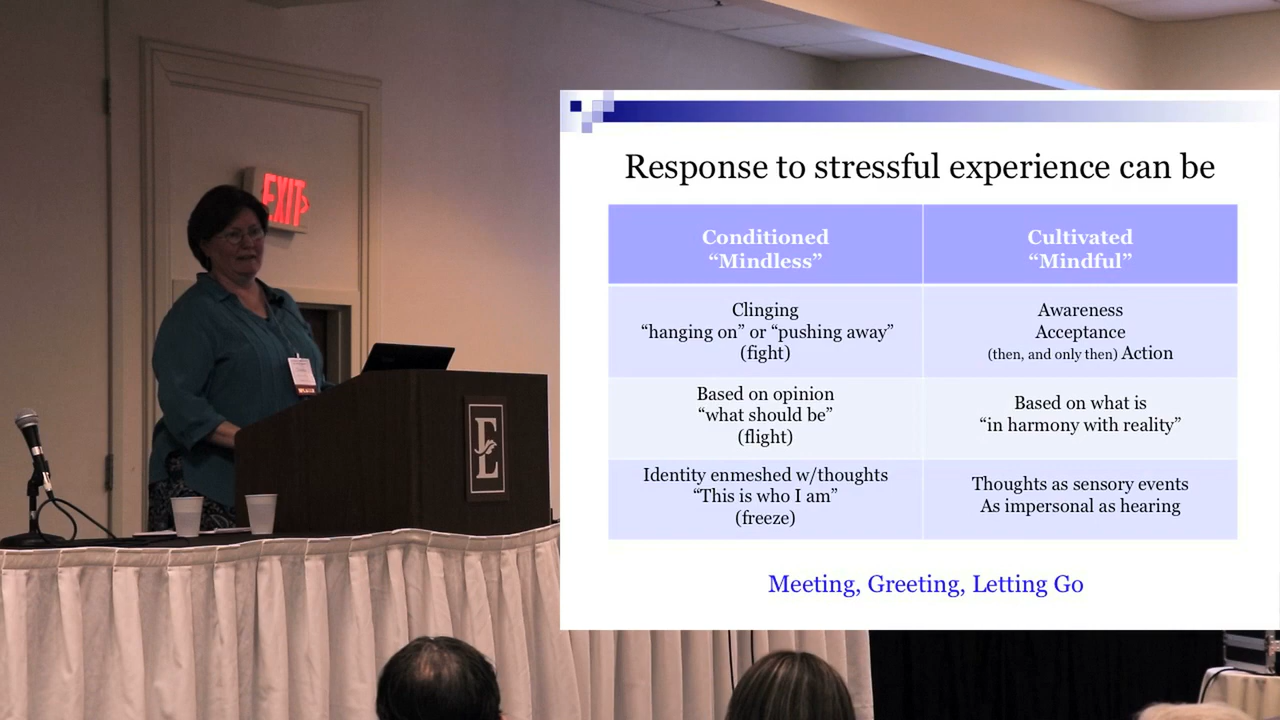 EXIT
E
Response to stressful experience can be
Conditioned
“Mindless”
Cultivated
“Mindful”
Clinging
“hanging on” or “pushing away”
(fight)
Awareness
Acceptance
(then, and only then) Action
Based on opinion
“what should be”
(flight)
Based on what is
“in harmony with reality”
Identity enmeshed w/thoughts
“This is who I am”
(freeze)
Thoughts as sensory events
As impersonal as hearing
Meeting, Greeting, Letting Go